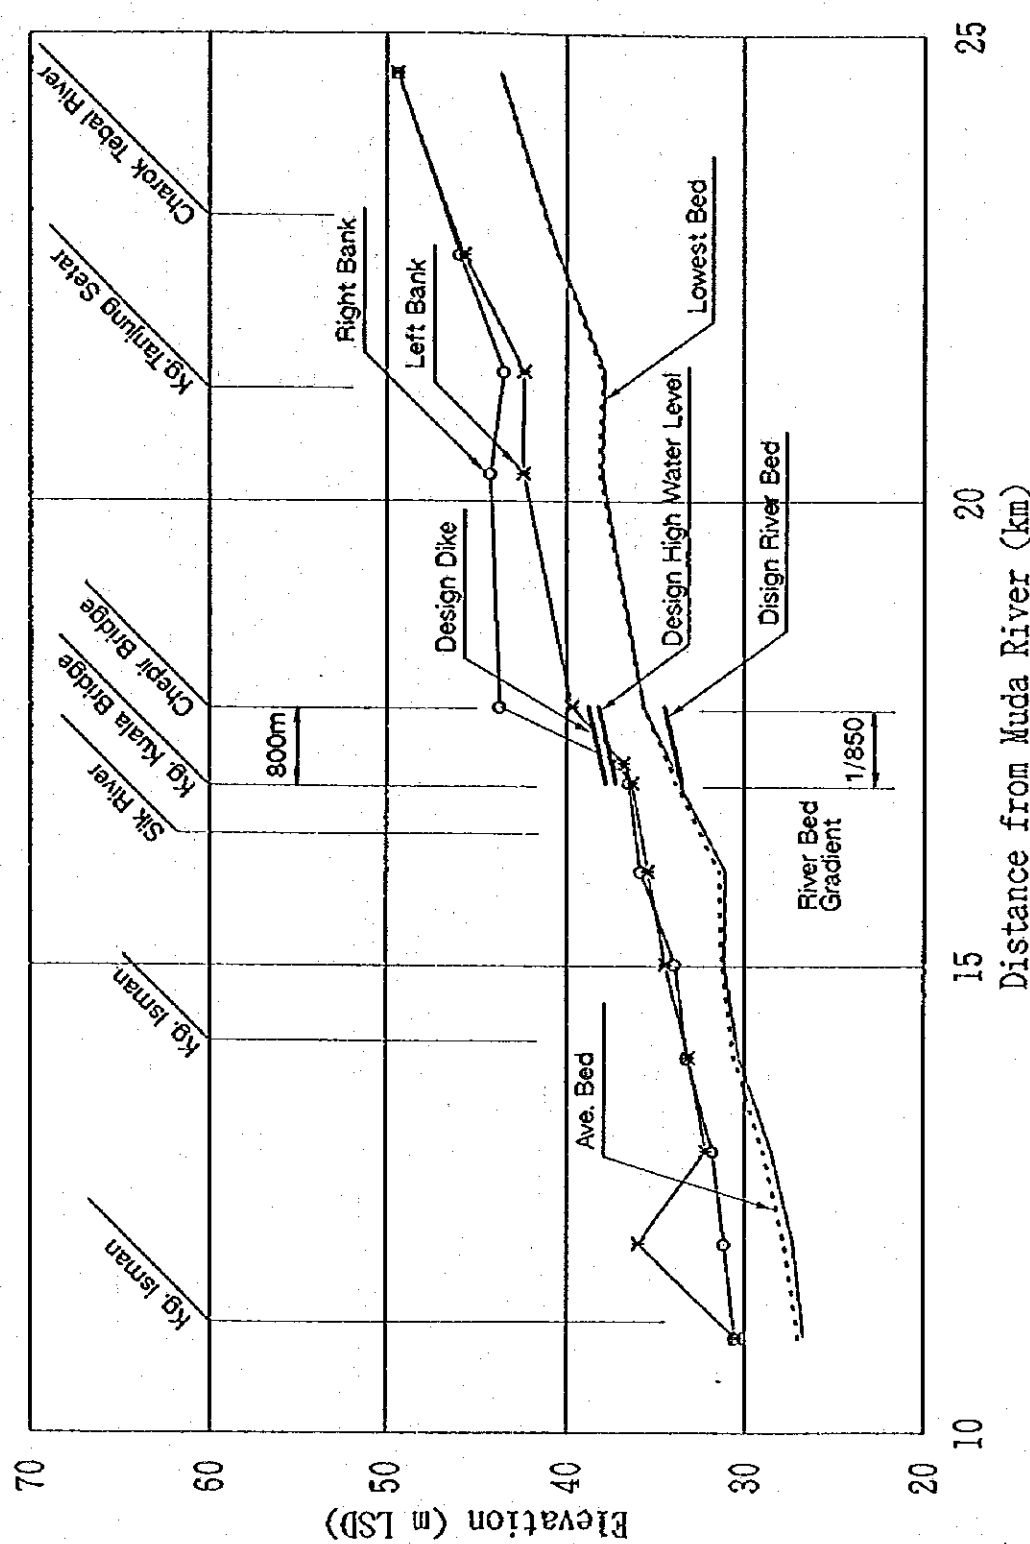 Kg. Isman
Kg. Isman
Sik River
Kg. Kuala Bridge
Chepir Bridge
Kg. Tanjung Setar
Charok Tebal River
800m
Right Bank
Left Bank
Design Dike
Design High Water Level
Disign River Bed
Lowest Bed
Ave. Bed
River Bed
Gradient
1/850
70
60
50
40
30
20
Elevation (m LSD)
10
15
20
25
Distance from Muda River (km)